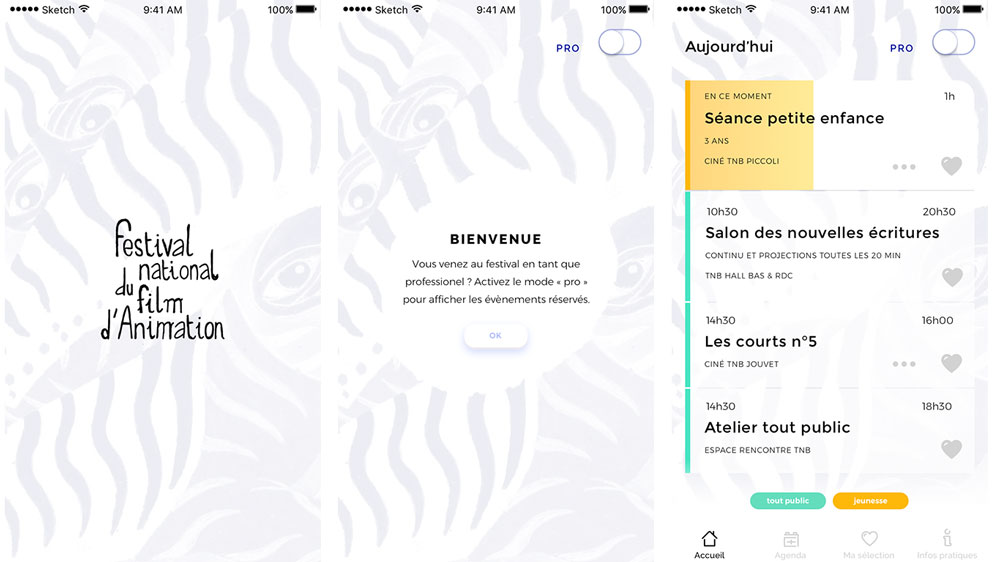 Sketch 9:41 AM 100%
festival
national
du film
d'Animation
Sketch 9:41 AM 100%
PRO
BIENVENUE
Vous venez au festival en tant que
professionel ? Activez le mode « pro »
pour afficher les évènements réservés.
OK
Sketch 9:41 AM 100%
Aujourd'hui PRO
EN CE MOMENT 1h
Séance petite enfance
3 ANS
CINÉ TNB PICCOLI
10h30 20h30
Salon des nouvelles écritures
CONTINU ET PROJECTIONS TOUTES LES 20 MIN
TNB HALL BAS & RDC
14h30 16h00
Les courts n°5
CINÉ TNB JOUVET
14h30 18h30
Atelier tout public
ESPACE RENCONTRE TNB
tout public jeunesse
Accueil Agenda Ma sélection Infos pratiques